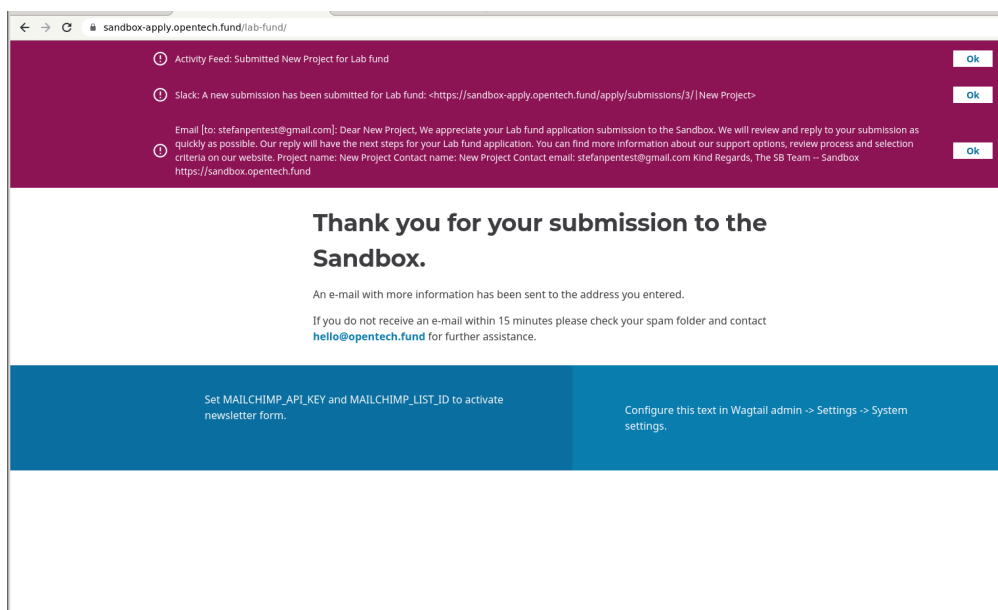 sandbox-apply.opentech.fund/lab-fund/
Activity Feed: Submitted New Project for Lab fund
Ok
Slack: A new submission has been submitted for Lab fund: <https://sandbox-apply.opentech.fund/apply/submissions/3/|New Project>
Ok
Email [to: stefanpentest@gmail.com]: Dear New Project, We appreciate your Lab fund application submission to the Sandbox. We will review and reply to your submission as
quickly as possible. Our reply will have the next steps for your Lab fund application. You can find more information about our support options, review process and selection
criteria on our website. Project name: New Project Contact name: New Project Contact email: stefanpentest@gmail.com Kind Regards, The SB Team -- Sandbox
https://sandbox.opentech.fund
Ok
Thank you for your submission to the
Sandbox.
An e-mail with more information has been sent to the address you entered.
If you do not receive an e-mail within 15 minutes please check your spam folder and contact
hello@opentech.fund for further assistance.
Set MAILCHIMP_API_KEY and MAILCHIMP_LIST_ID to activate
newsletter form.
Configure this text in Wagtail admin -> Settings -> System
settings.